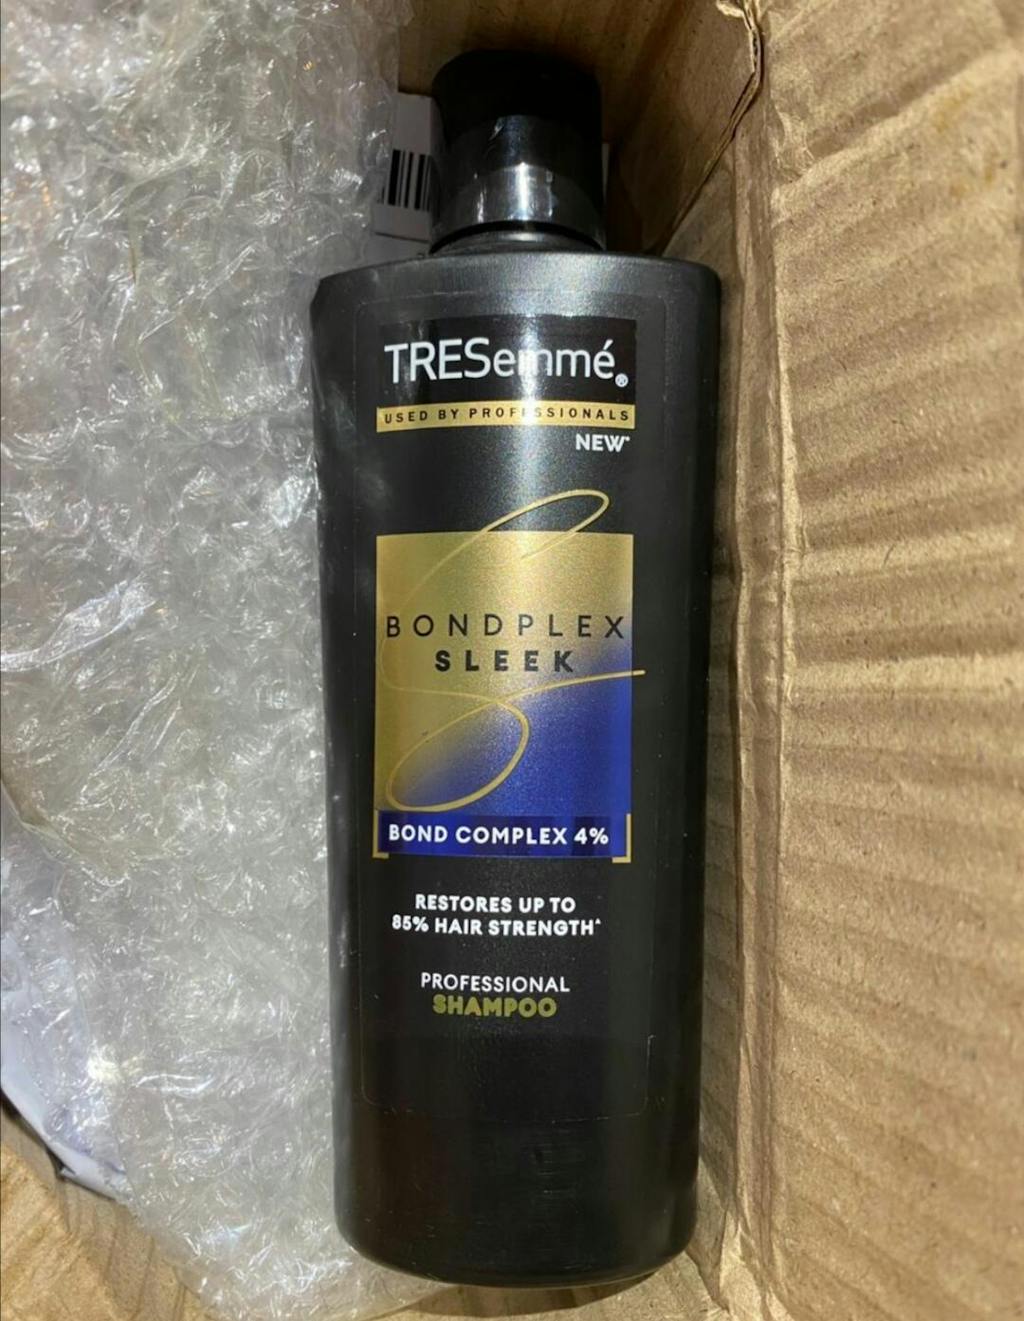 TRESemmé®
USED BY PROFESSIONALS
NEW*
BONDPLEX
SLEEK
BOND COMPLEX 4%
RESTORES UP TO
85% HAIR STRENGTH^
PROFESSIONAL
SHAMPOO